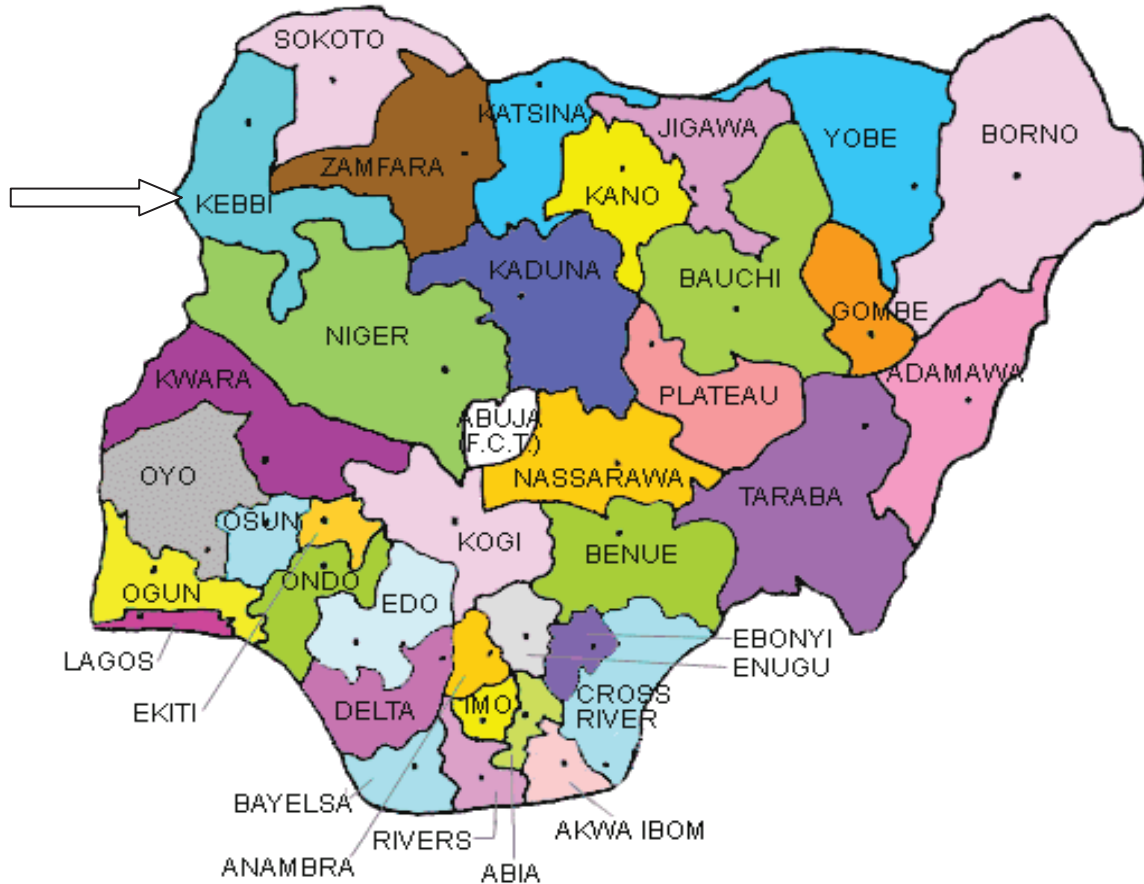 SOKOTO
KATSINA
JIGAWA
YOBE
BORNO
ZAMFARA
KANO
KEBBI
KADUNA
BAUCHI
GOMBE
NIGER
KWARA
PLATEAU
ADAMAWA
ABUJA
(F.C.T.)
OYO
NASSARAWA
TARABA
OSUN
KOGI
BENUE
OGUN
ONDO
EDO
EBONYI
LAGOS
ENUGU
EKITI
DELTA
IMO
CROSS
RIVER
BAYELSA
RIVERS
AKWA IBOM
ANAMBRA
ABIA